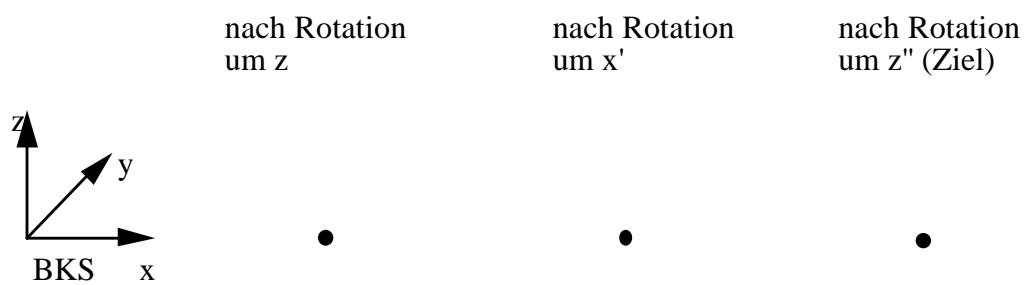 nach Rotation
um z
nach Rotation
um x'
nach Rotation
um z" (Ziel)
z
y
BKS
x